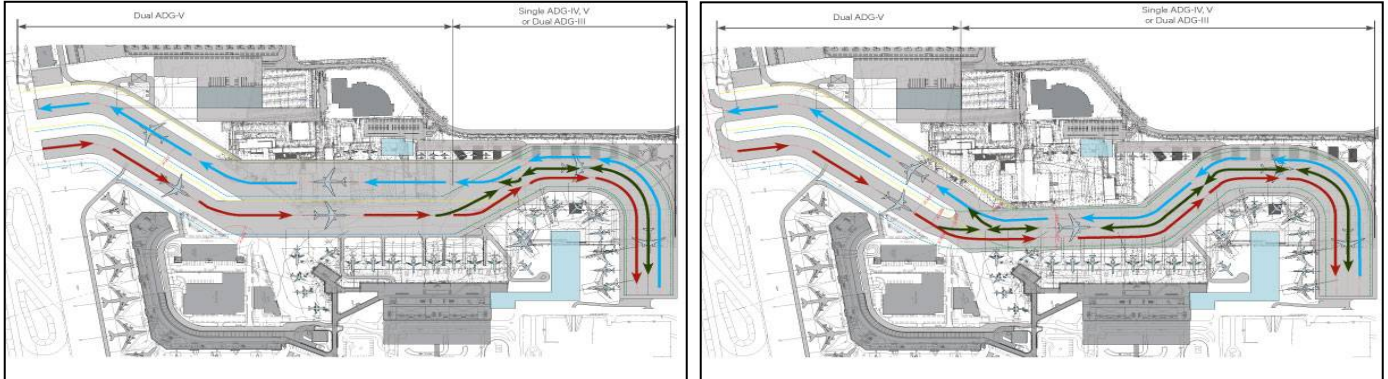 Dual ADG-V
Single ADG-IV, V
or Dual ADG-III
Dual ADG-V
Single ADG-IV, V
or Dual ADG-III